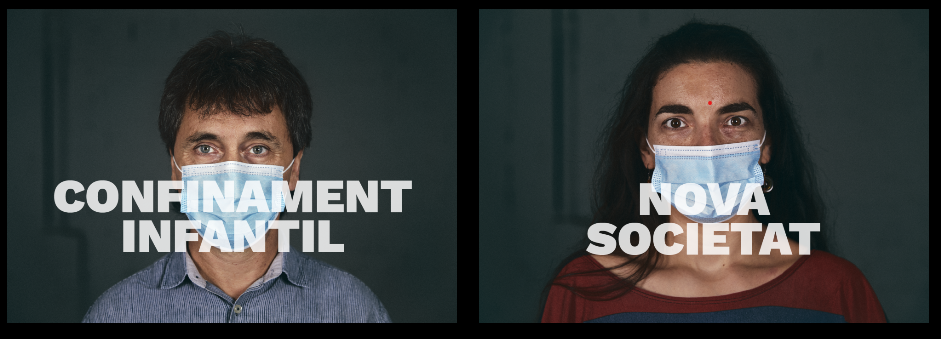 CONFINAMENT
INFANTIL
NOVA
SOCIETAT